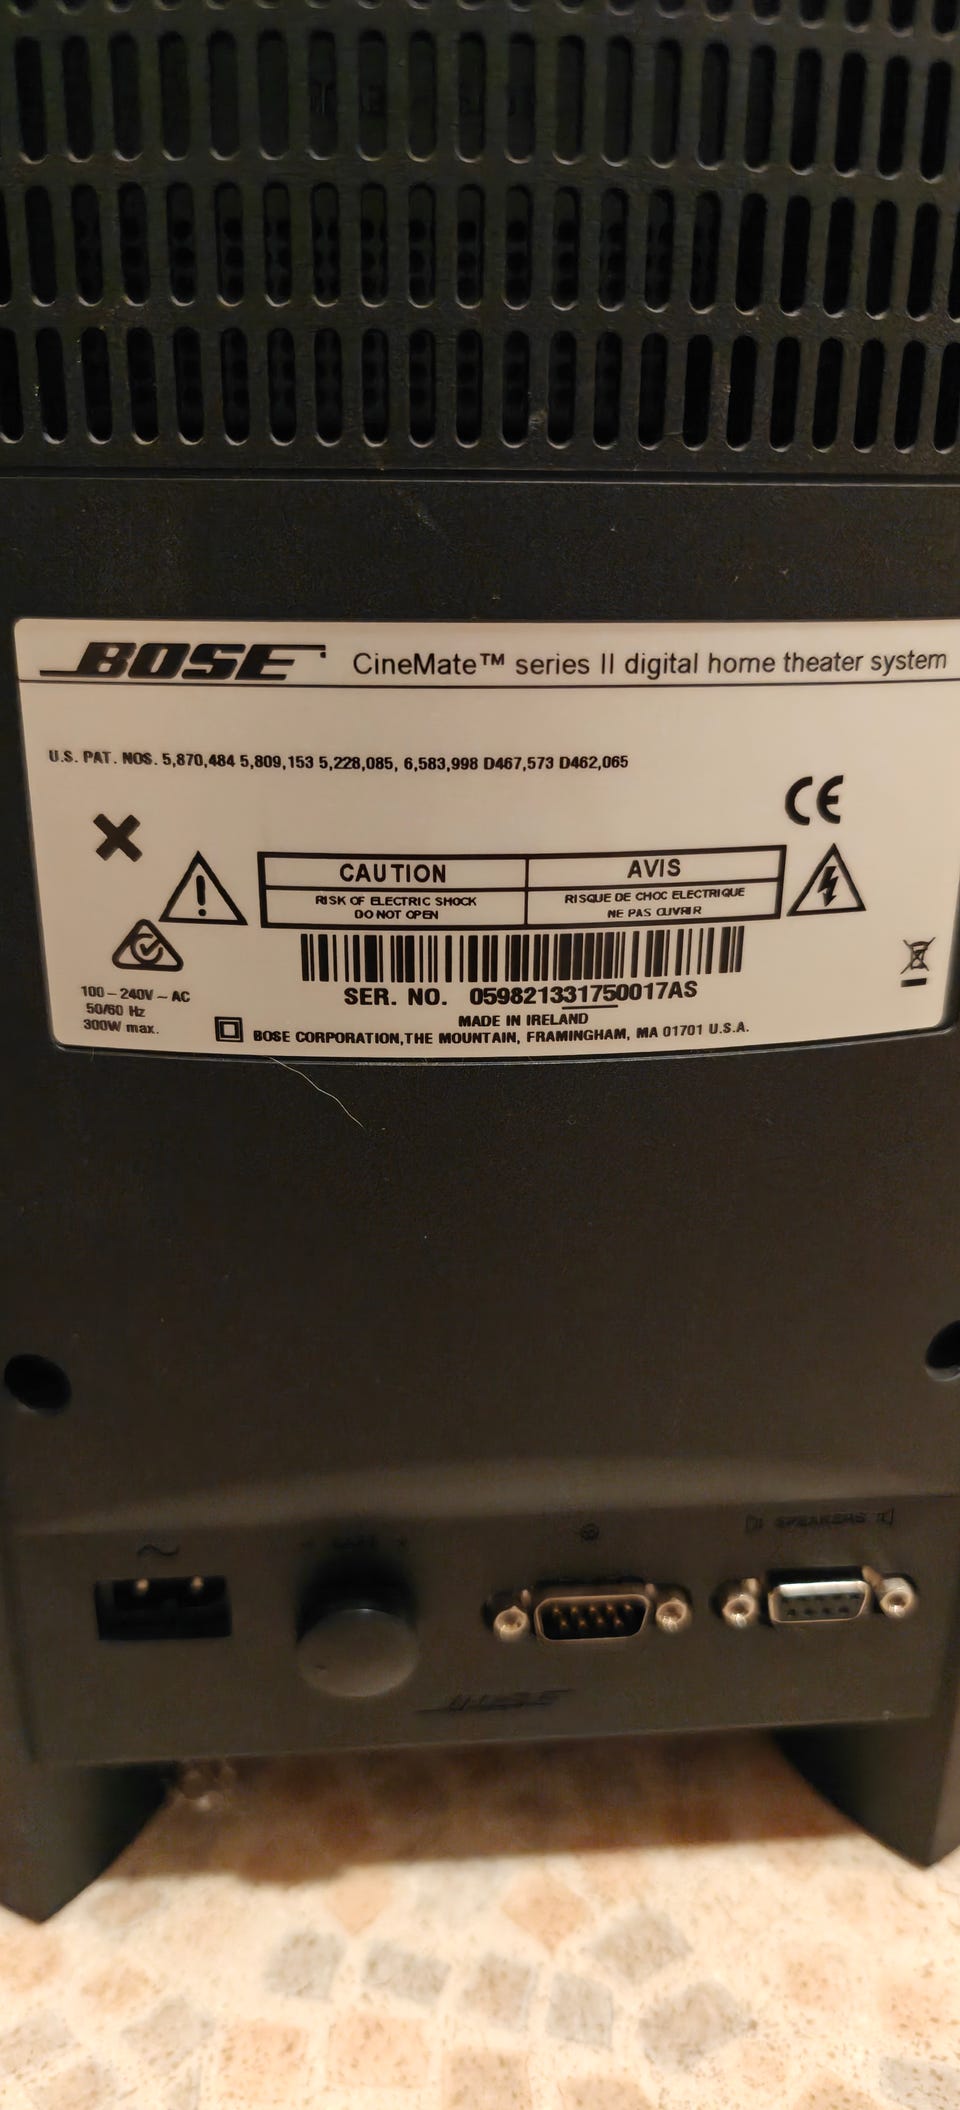 BOSE CineMate™ series II digital home theater system
U.S. PAT. NOS. 5,870,484 5,809,153 5,228,085, 6,583,998 D467,573 D462,065
CE
CAUTION AVIS
RISK OF ELECTRIC SHOCK RISQUE DE CHOC ELECTRIQUE
DO NOT OPEN NE PAS OUVRIR
100-240V ~ AC
50/60 Hz
300W max.
SER. NO. 059821331750017AS
MADE IN IRELAND
BOSE CORPORATION,THE MOUNTAIN, FRAMINGHAM, MA 01701 U.S.A.
- BASS +
SPEAKERS
BOSE